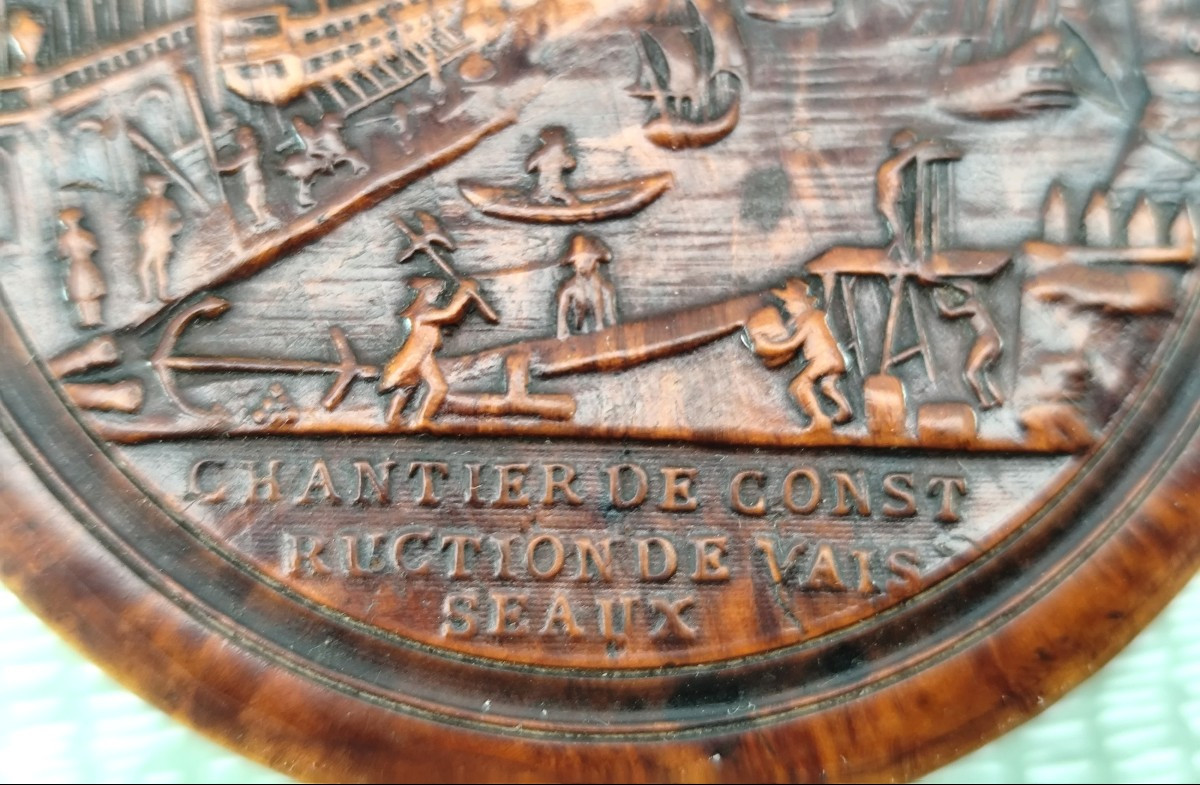 CHANTIER DE CONST
RUCTION DE VAIS
SEAUX